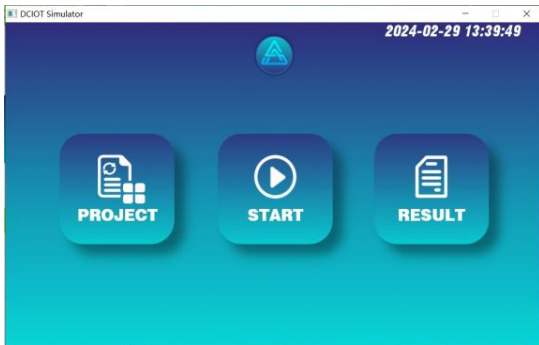 DCIOT Simulator
2024-02-29 13:39:49
PROJECT
START
RESULT